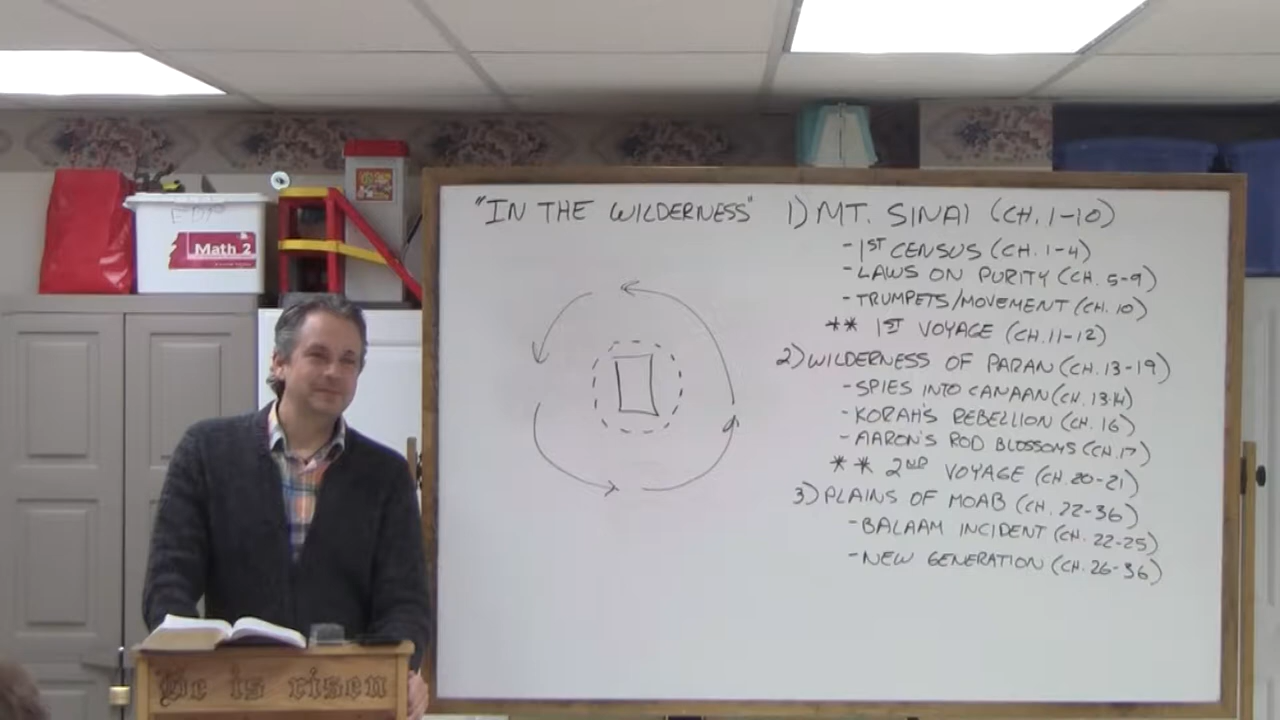 "IN THE WILDERNESS"
1) MT. SINAI (CH. 1-10)
-1ST CENSUS (CH. 1-4)
-LAWS ON PURITY (CH. 5-9)
-TRUMPETS/MOVEMENT (CH. 10)
** 1ST VOYAGE (CH. 11-12)
2) WILDERNESS OF PARAN (CH. 13-19)
-SPIES INTO CANAAN (CH. 13-14)
-KORAH'S REBELLION (CH. 16)
-AARON'S ROD BLOSSOMS (CH. 17)
** 2ND VOYAGE (CH. 20-21)
3) PLAINS OF MOAB (CH. 22-36)
-BALAAM INCIDENT (CH. 22-25)
-NEW GENERATION (CH. 26-36)
Math 2
He is risen